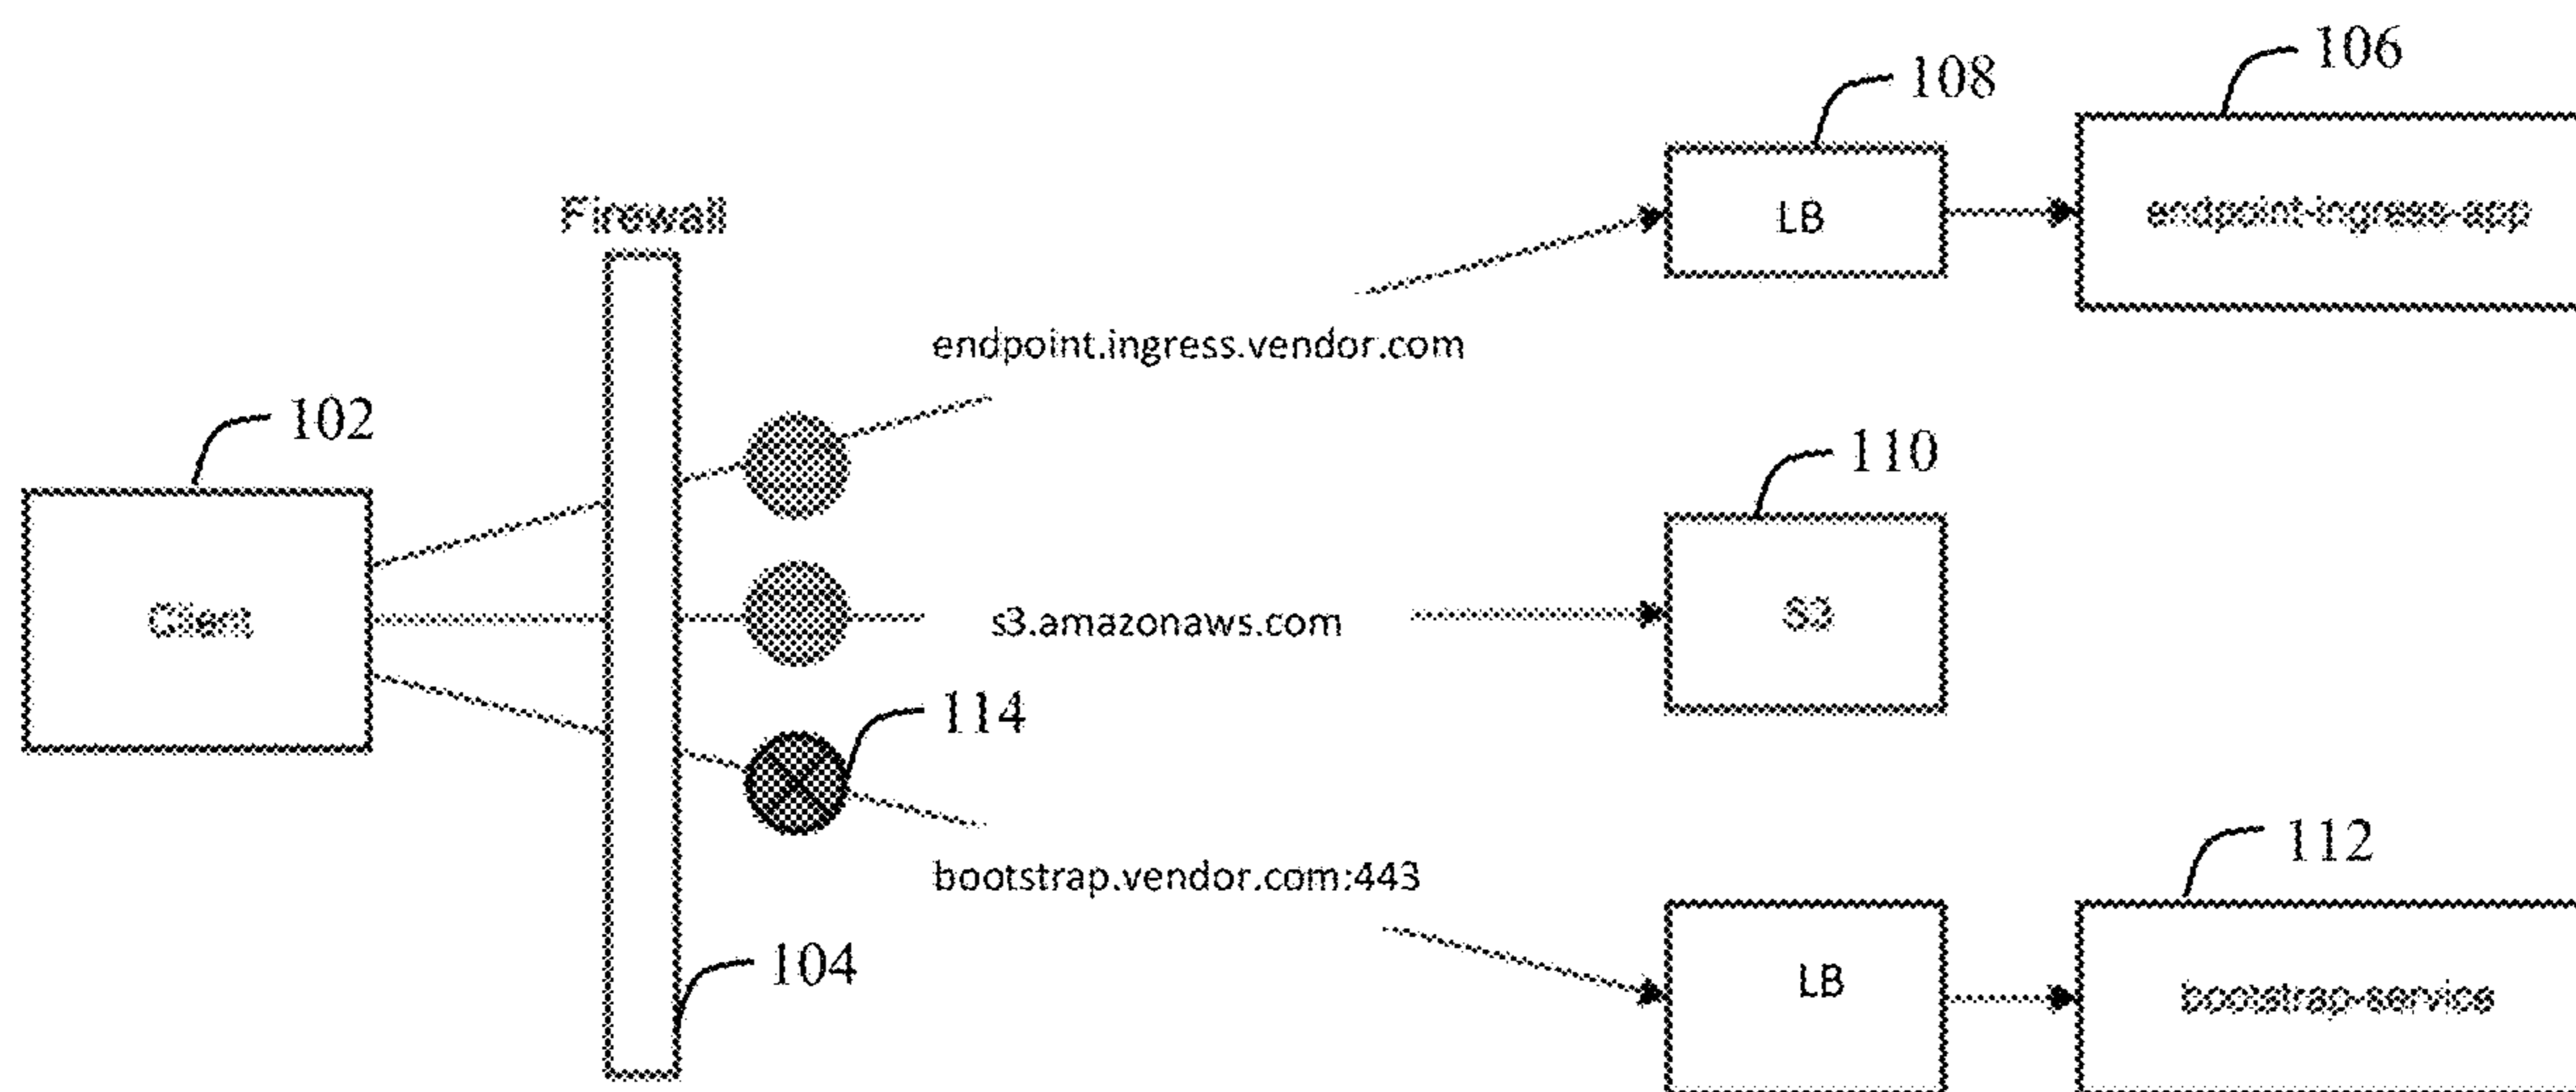 106
108
Firewall
LB
endpoint-ingress-app
endpoint.ingress.vendor.com
102
110
Client
s3.amazonaws.com
S3
114
112
bootstrap.vendor.com:443
104
LB
bootstrap-service